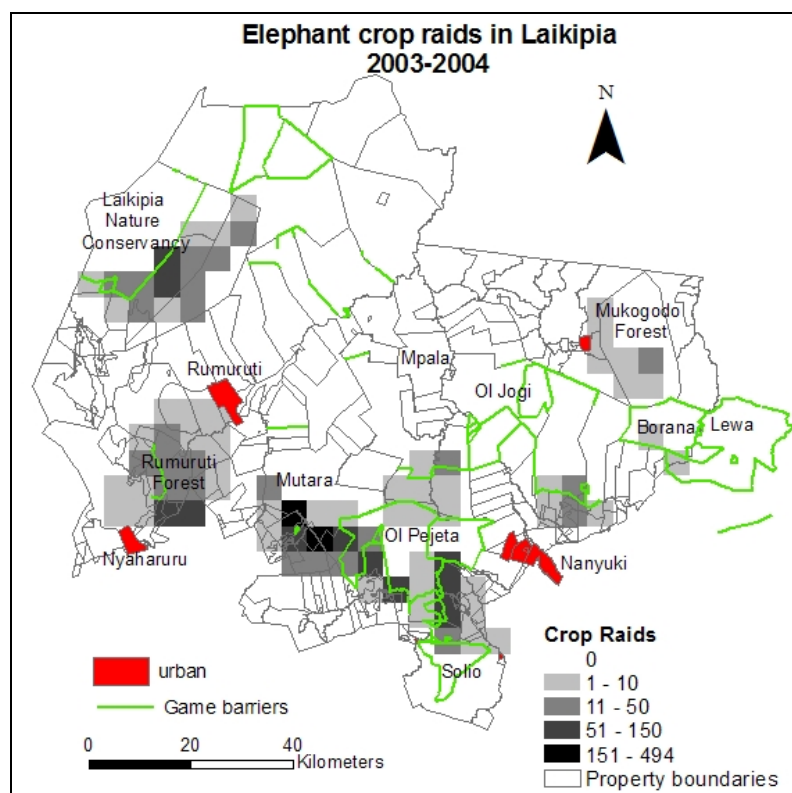 Elephant crop raids in Laikipia
2003-2004
N
Laikipia
Nature
Conservancy
Mukogodo
Forest
Mpala
Rumuruti
Ol Jogi
Borana
Lewa
Rumuruti
Forest
Mutara
Ol Pejeta
Nyaharuru
Nanyuki
Solio
urban
Game barriers
0 20 40
Kilometers
Crop Raids
0
1 - 10
11 - 50
51 - 150
151 - 494
Property boundaries